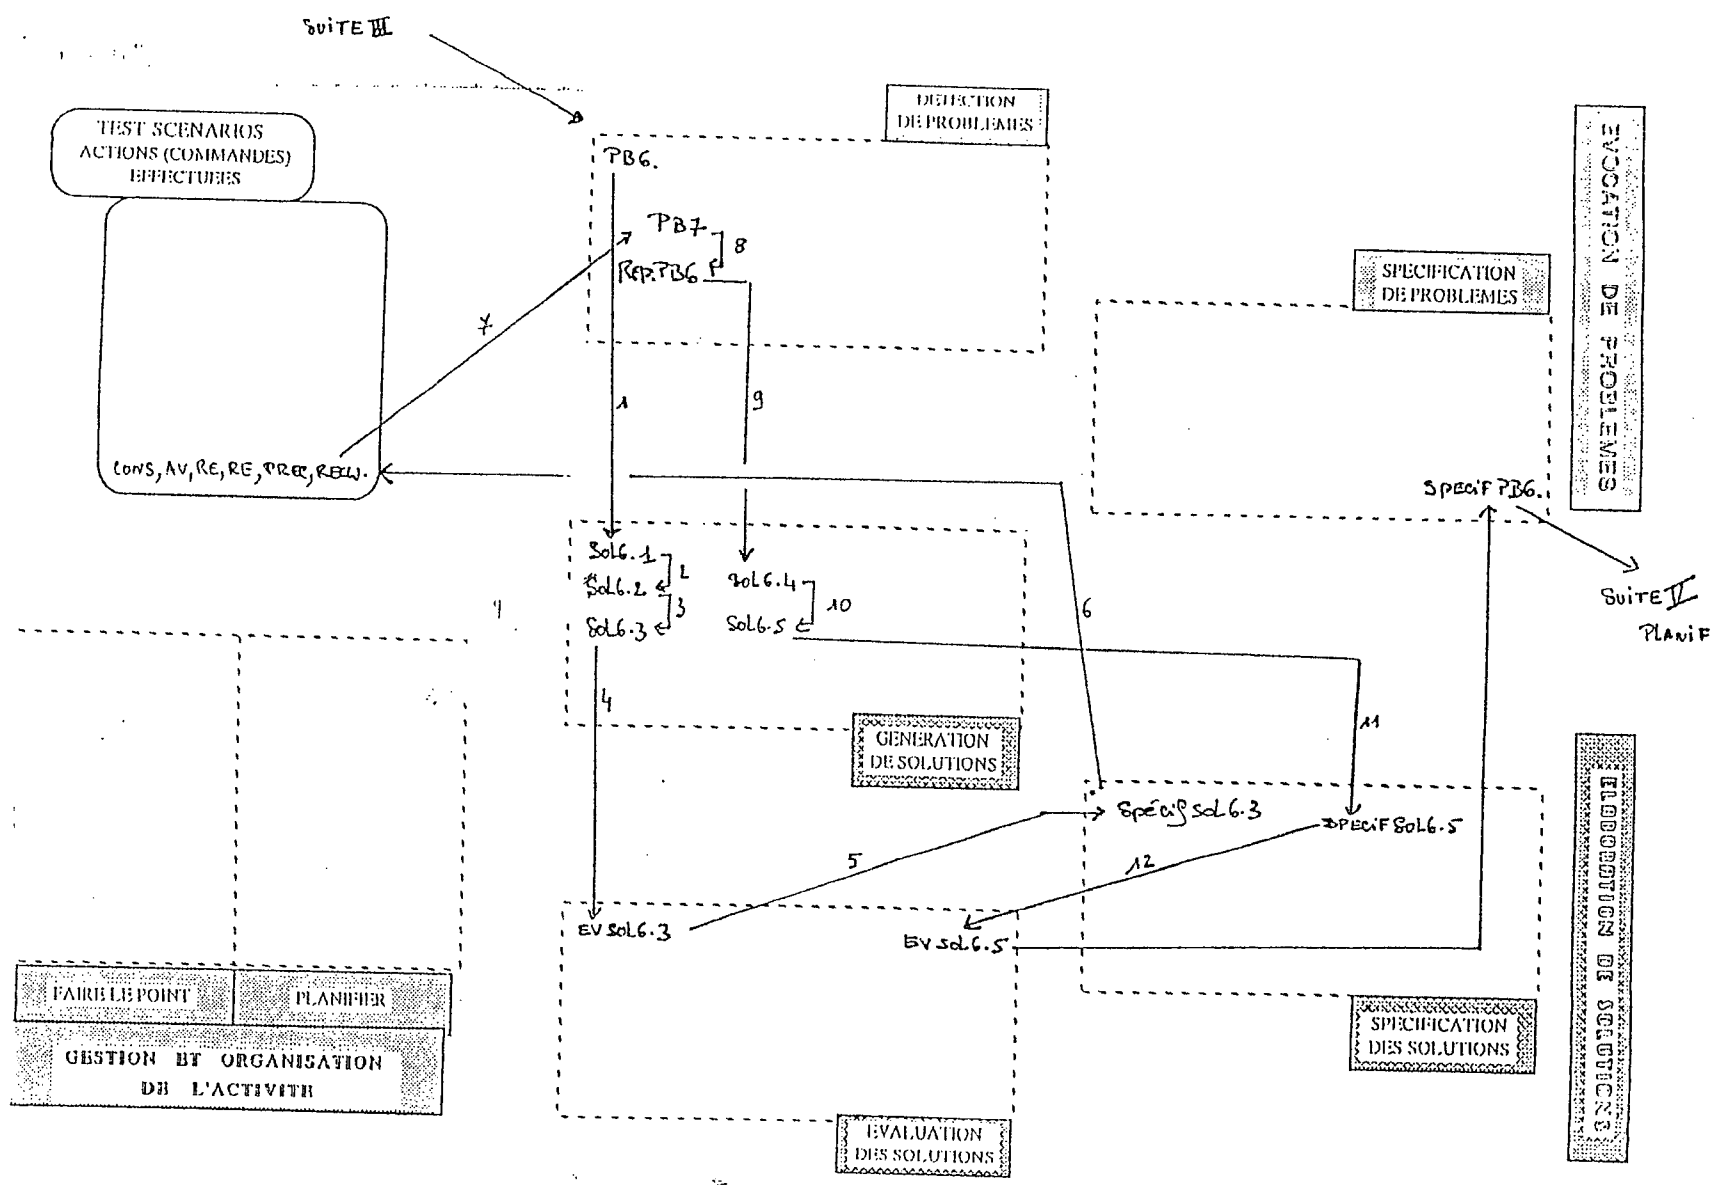 SUITE III
DETECTION
DE PROBLEMES
TEST SCENARIOS
ACTIONS (COMMANDES)
EFFECTUEES
PB6.
PB7
8
Rep.PB6
7
1
9
SPECIFICATION
DE PROBLEMES
EVOCATION DE PROBLEMES
CONS, AV, RE, RE, PREC,
SPECIF PB6.
SUITE IV
PLANIF
SOL6.1
2
SOL6.2
3
SOL6.3
SOL6.4
10
SOL6.5
6
4
11
GENERATION
DE SOLUTIONS
Spécif SOL6.3
SPECIF SOL6.5
5
12
EV SOL6.3
EV SOL6.5
FAIRE LE POINT
PLANIFIER
GESTION ET ORGANISATION
DE L'ACTIVITE
SPECIFICATION
DES SOLUTIONS
DE SOLUTIONS
EVALUATION
DES SOLUTIONS